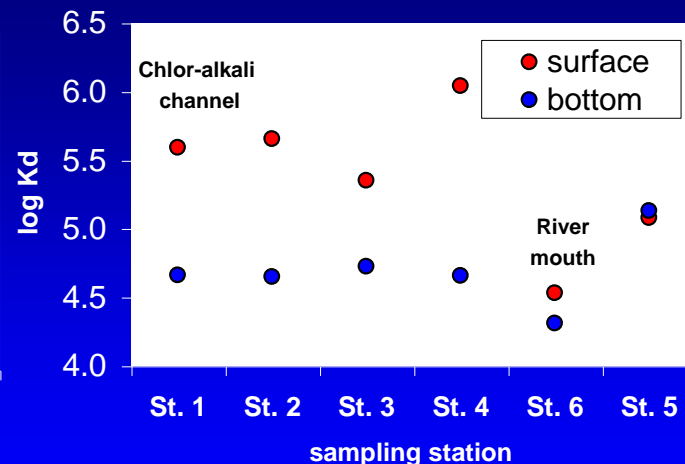 6.5
6.0
5.5
5.0
4.5
4.0
log Kd
Chlor-alkali
channel
surface
bottom
River
mouth
St. 1 St. 2 St. 3 St. 4 St. 6 St. 5
sampling station